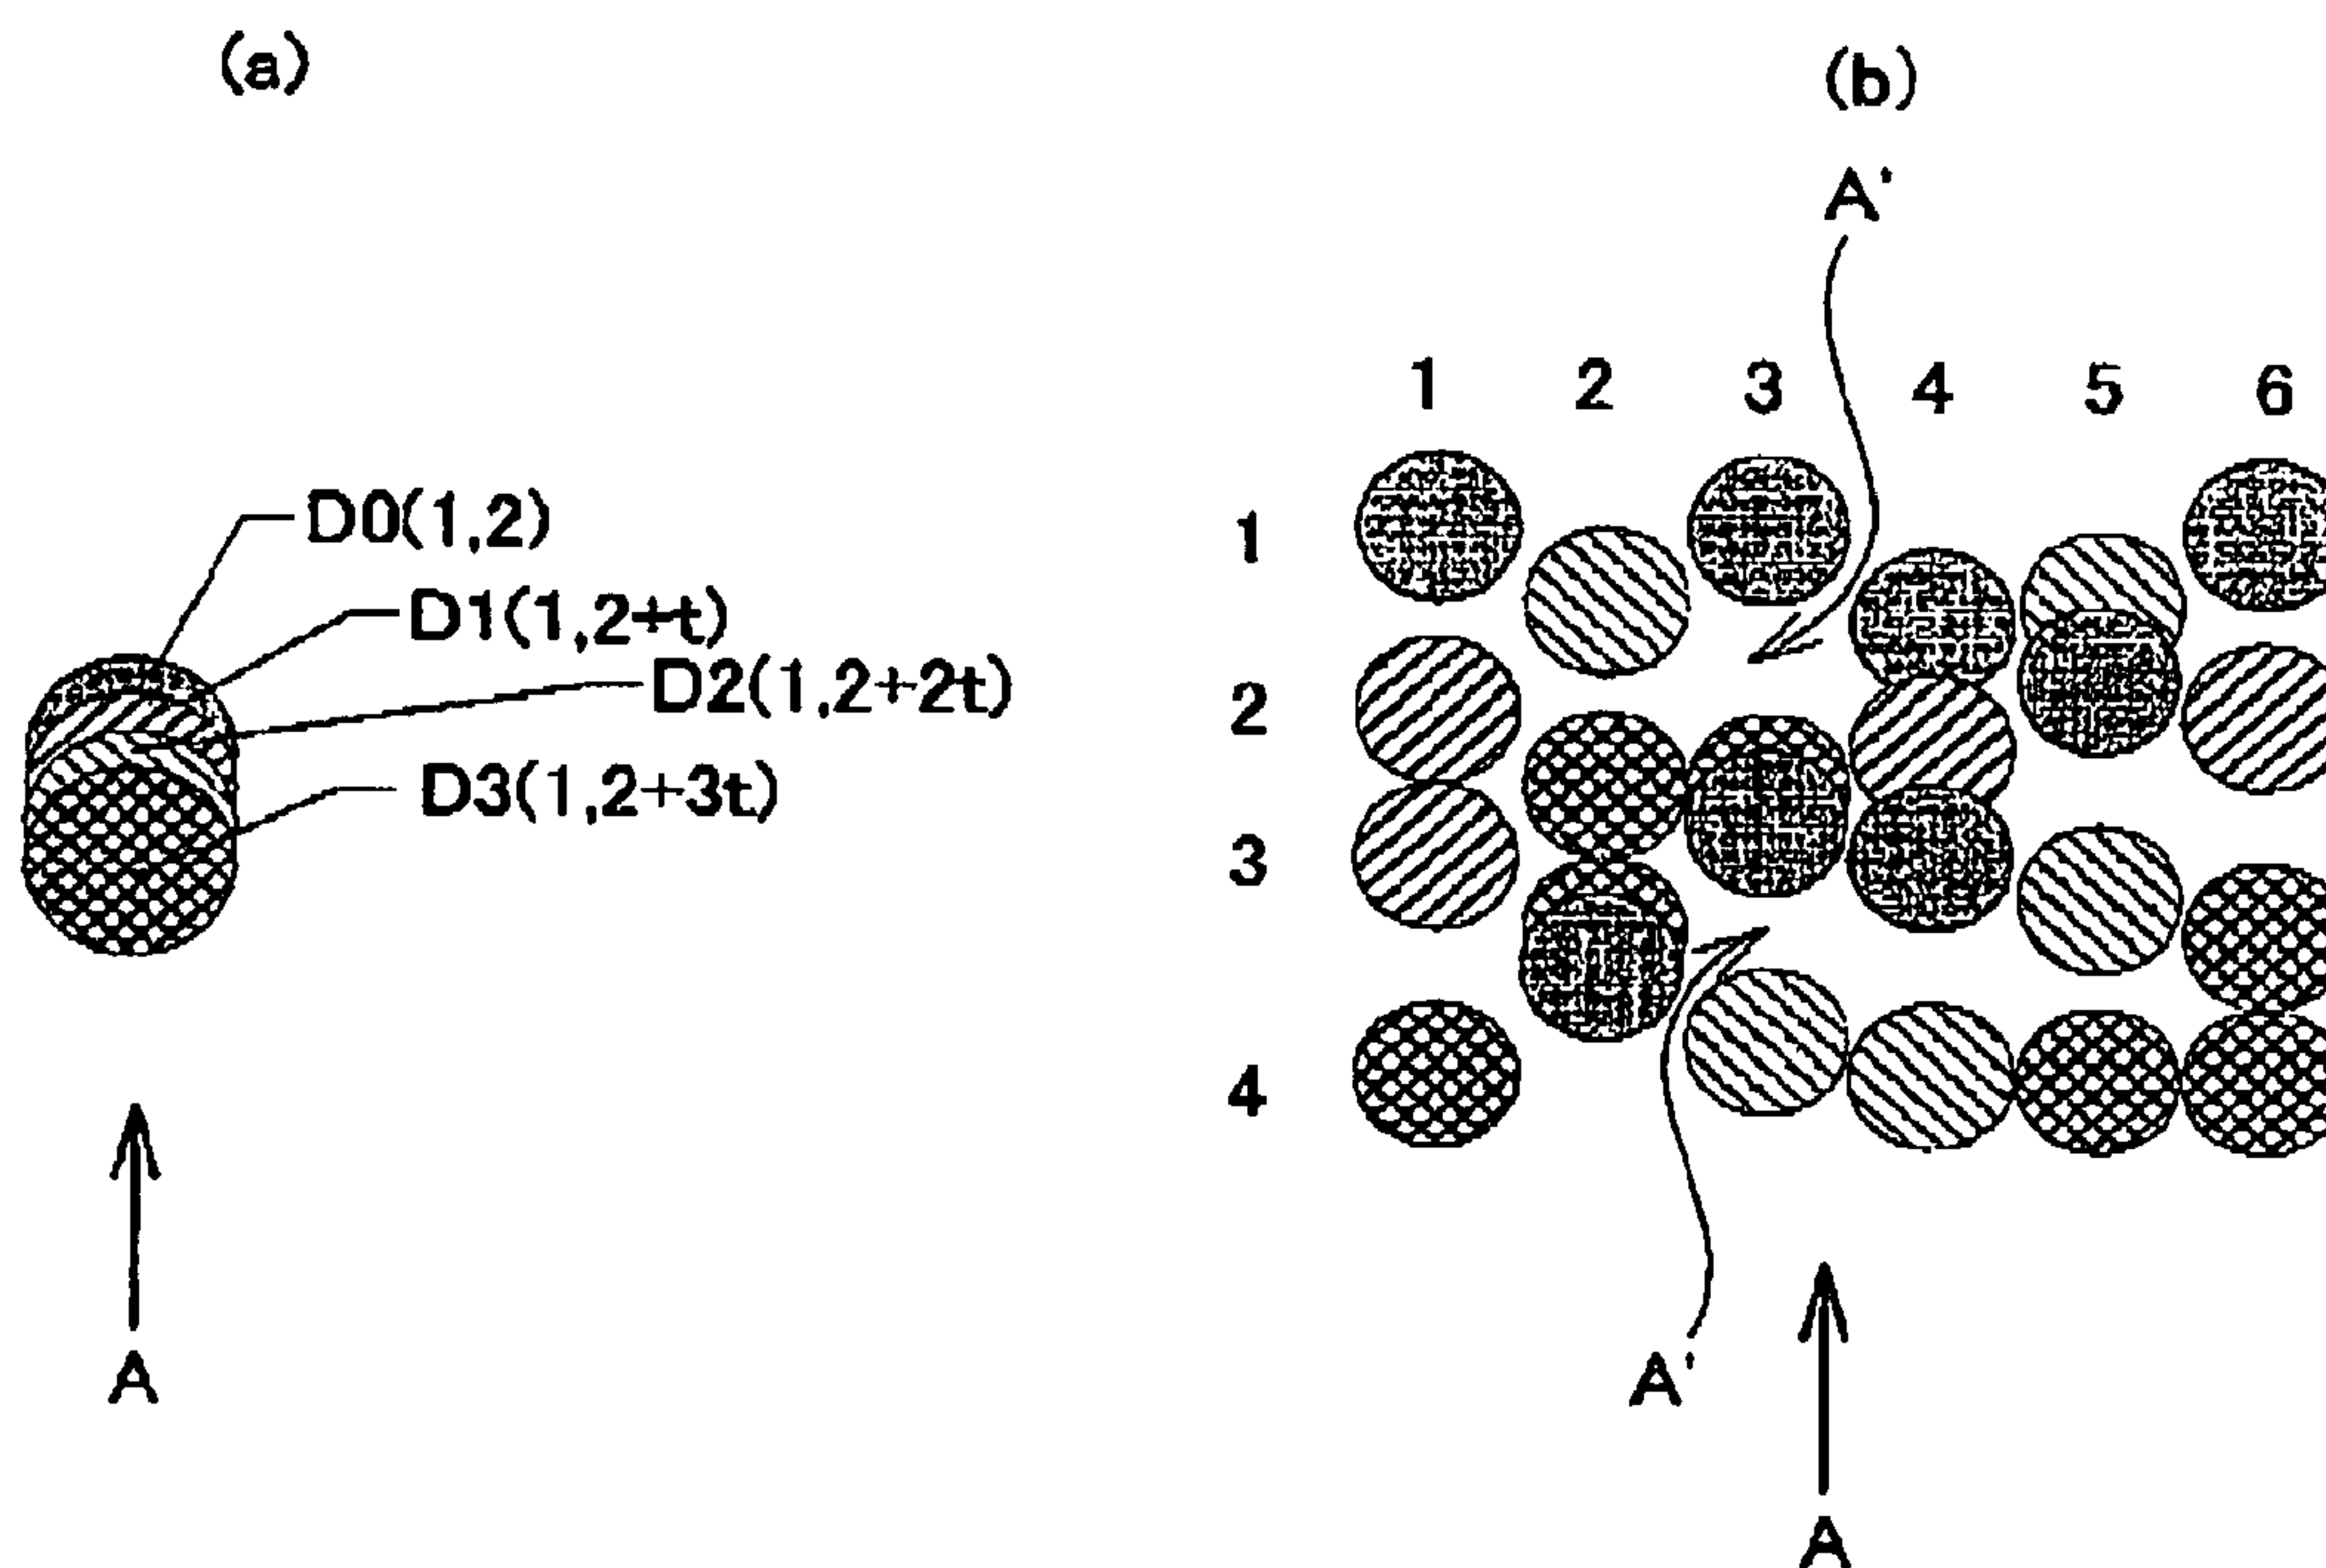 (a)
D0(1,2)
D1(1,2+t)
D2(1,2+2t)
D3(1,2+3t)
A
(b)
A'
1 2 3 4 5 6
1
2
3
4
A'
A